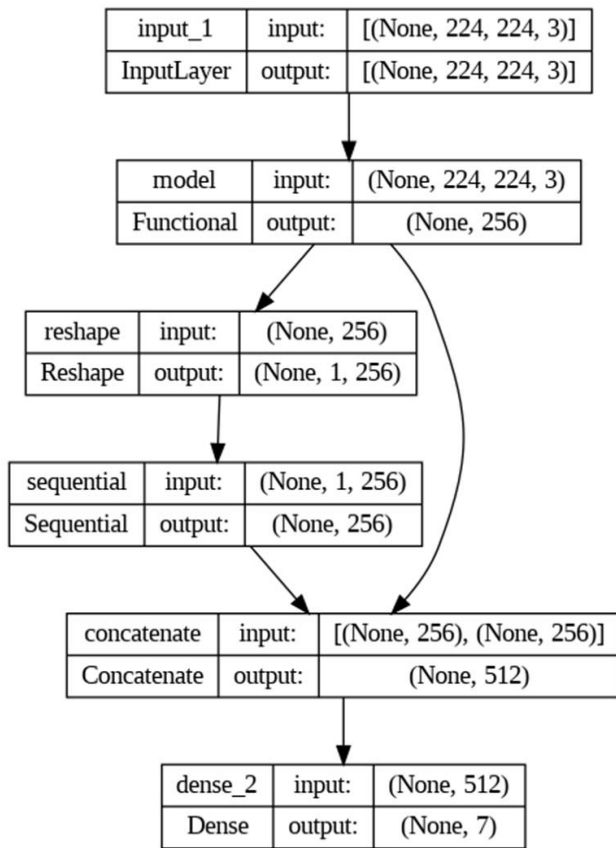 input_1 input: [(None, 224, 224, 3)]
InputLayer output: [(None, 224, 224, 3)]
model input: (None, 224, 224, 3)
Functional output: (None, 256)
reshape input: (None, 256)
Reshape output: (None, 1, 256)
sequential input: (None, 1, 256)
Sequential output: (None, 256)
concatenate input: [(None, 256), (None, 256)]
Concatenate output: (None, 512)
dense_2 input: (None, 512)
Dense output: (None, 7)